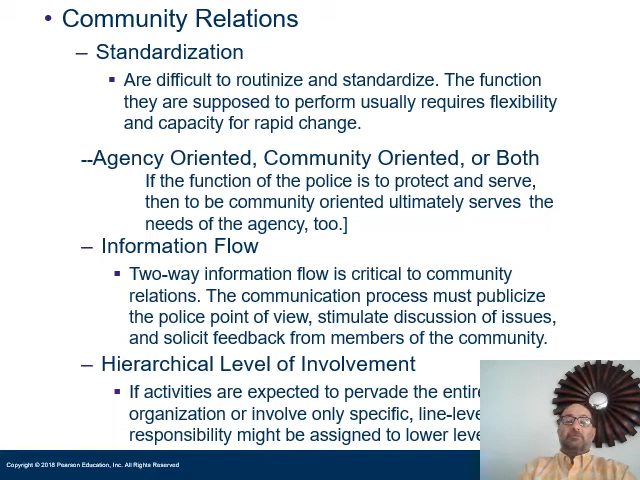 • Community Relations
– Standardization
▪ Are difficult to routinize and standardize. The function
they are supposed to perform usually requires flexibility
and capacity for rapid change.
--Agency Oriented, Community Oriented, or Both
If the function of the police is to protect and serve,
then to be community oriented ultimately serves the
needs of the agency, too.]
– Information Flow
▪ Two-way information flow is critical to community
relations. The communication process must publicize
the police point of view, stimulate discussion of issues,
and solicit feedback from members of the community.
– Hierarchical Level of Involvement
▪ If activities are expected to pervade the entire
organization or involve only specific,
responsibility might be assigned to lower
Copyright © 2018 Pearson Education, Inc. All Rights Reserved